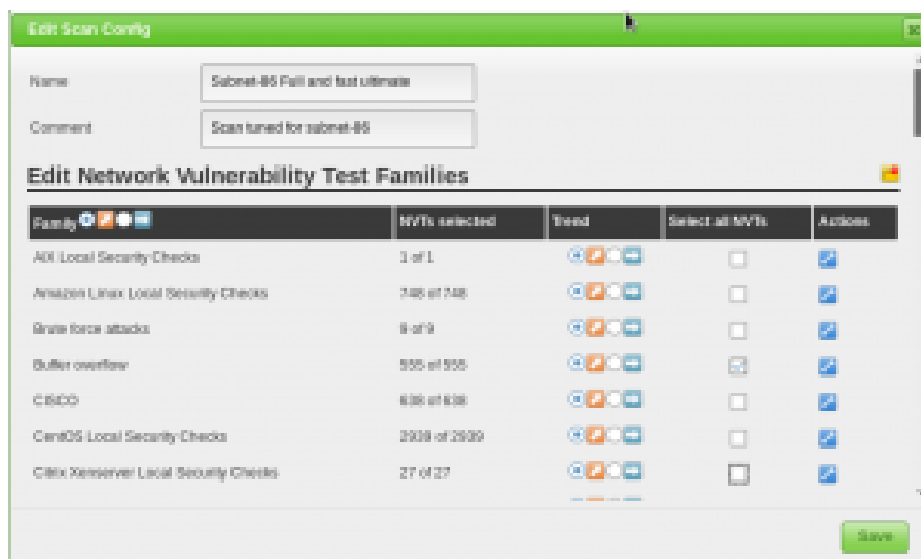 Edit Scan Config
Name
Subnet-86 Full and fast ultimate
Comment
Scan tuned for subnet-86
Edit Network Vulnerability Test Families
Family NVTs selected Trend Select all NVTs Actions
AIX Local Security Checks 1 of 1
Amazon Linux Local Security Checks 748 of 748
Brute force attacks 9 of 9
Buffer overflow 555 of 555
CISCO 638 of 638
CentOS Local Security Checks 2939 of 2939
Citrix Xenserver Local Security Checks 27 of 27
Save